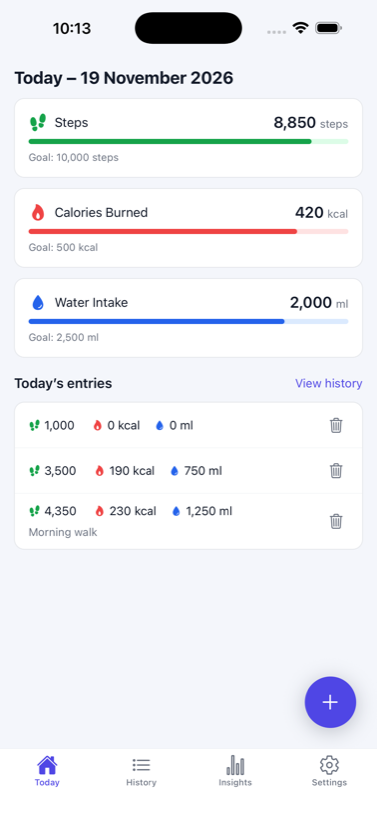 10:13
Today – 19 November 2026
Steps 8,850 steps
Goal: 10,000 steps
Calories Burned 420 kcal
Goal: 500 kcal
Water Intake 2,000 ml
Goal: 2,500 ml
Today’s entries View history
1,000 0 kcal 0 ml
3,500 190 kcal 750 ml
4,350 230 kcal 1,250 ml
Morning walk
Today History Insights Settings